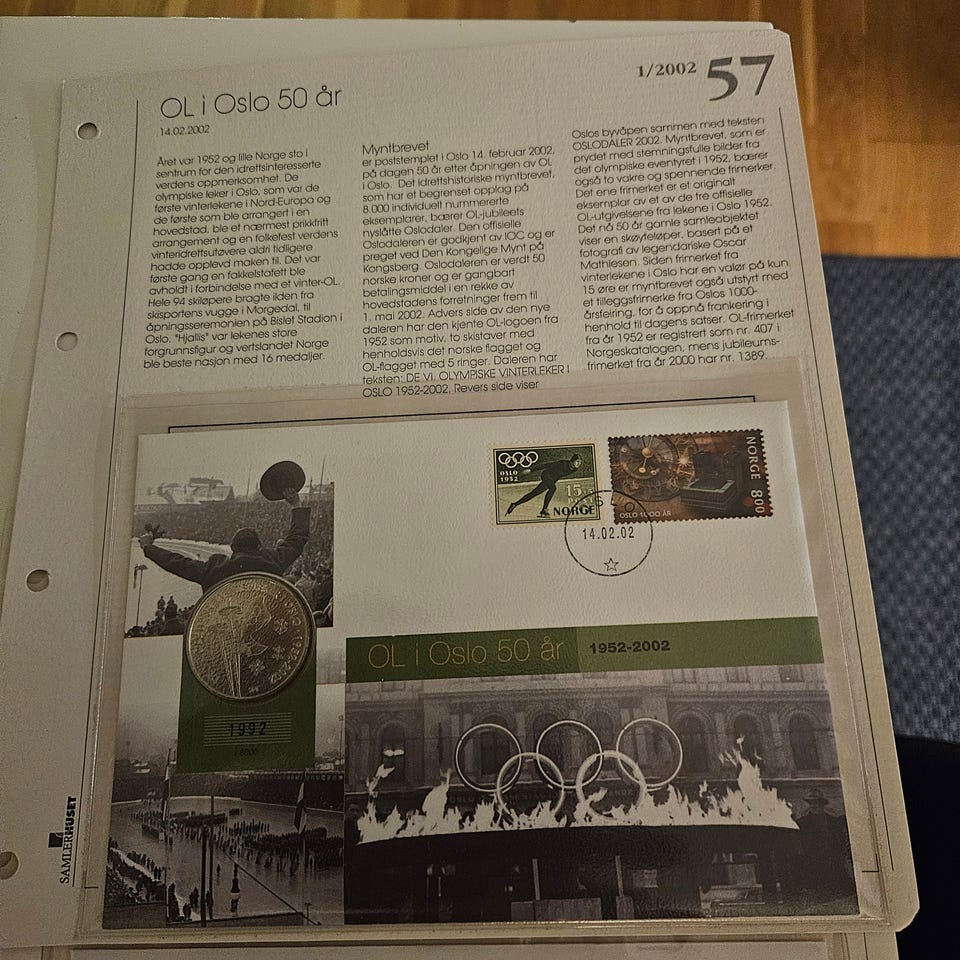 1/2002 57
OL i Oslo 50 år
14.02.2002
Året var 1952 og lille Norge sto i
sentrum for den idrettsinteresserte
verdens oppmerksomhet. De
olympiske leker i Oslo, som var de
første vinterlekene i Nord-Europa og
de første som ble arrangert i en
hovedstad, ble et nærmest prikkfritt
arrangement og en folkefest verdens
vinteridrettsutøvere aldri tidligere
hadde opplevd maken til. Det var
første gang en fakkelstafett ble
avholdt i forbindelse med et vinter-OL.
Hele 94 skiløpere bragte ilden fra
skisportens vugge i Morgedal, til
åpningsseremonien på Bislet Stadion i
Oslo. "Hjallis" var lekenes store
forgrunnsfigur og vertslandet Norge
ble beste nasjon med 16 medaljer.
Myntbrevet
er poststemplet i Oslo 14. februar 2002,
på dagen 50 år etter åpningen av OL
i Oslo. Det idrettshistoriske myntbrevet,
som har et begrenset opplag på
8 000 individuelt nummererte
eksemplarer, bærer OL-jubileets
nyslåtte Oslodaler. Den offisielle
Oslodaleren er godkjent av IOC og er
preget ved Den Kongelige Mynt på
Kongsberg. Oslodaleren er verdt 50
norske kroner og er gangbart
betalingsmiddel i en rekke av
hovedstadens forretninger frem til
1. mai 2002. Advers side av den nye
daleren har den kjente OL-logoen fra
1952 som motiv, to skistaver med
henholdsvis det norske flagget og
OL-flagget med 5 ringer. Daleren har
teksten: DE VI. OLYMPISKE VINTERLEKER I
OSLO 1952-2002. Revers side viser
Oslos byvåpen sammen med teksten
OSLODALER 2002. Myntbrevet, som er
prydet med stemningsfulle bilder fra
det olympiske eventyret i 1952, bærer
også to vakre og spennende frimerker.
Det ene frimerket er et originalt
eksemplar av et av de tre offisielle
OL-utgivelsene fra lekene i Oslo 1952.
Det nå 50 år gamle samleobjektet
viser en skøyteløper, basert på et
fotografi av legendariske Oscar
Mathiesen. Siden frimerket fra
vinterlekene i Oslo har en valør på kun
15 øre er myntbrevet også utstyrt med
et tilleggsfrimerke fra Oslos 1000-
årsfeiring, for å oppnå frankering i
henhold til dagens satser. OL-frimerket
fra år 1952 er registrert som nr. 407 i
Norgeskatalogen, mens jubileums-
frimerket fra år 2000 har nr. 1389.
OSLO
1952
15
NORGE
NORGE 800
OSLO 1000 ÅR
OSLO
14.02.02
OL i Oslo 50 år 1952-2002
1992
SAMLERHUSET